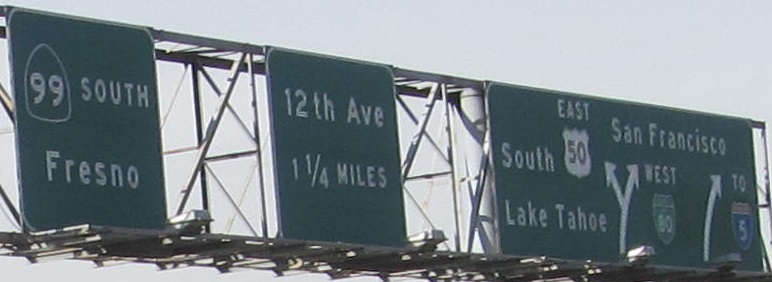 99 SOUTH
Fresno
12th Ave
1 1/4 MILES
EAST
South 50
Lake Tahoe
San Francisco
WEST
80
TO
5